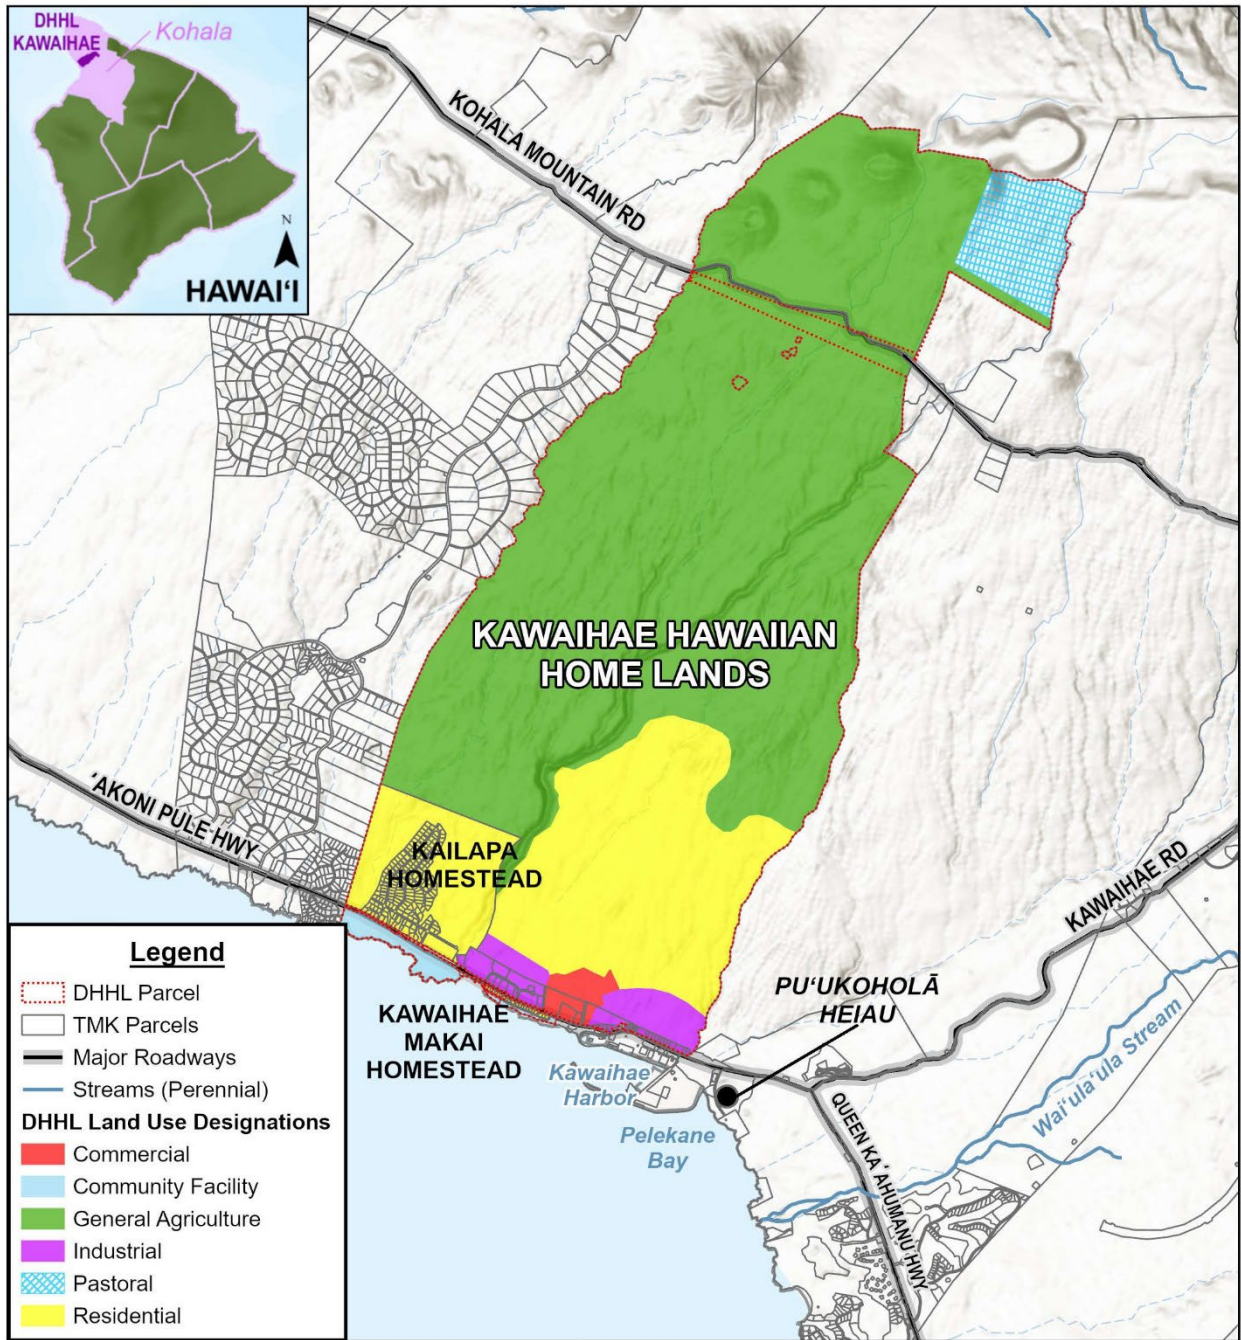 DHHL
KAWAIHAE
Kohala
N
HAWAIʻI
KOHALA MOUNTAIN RD
KAWAIHAE HAWAIIAN
HOME LANDS
ʻAKONI PULE HWY
KAILAPA
HOMESTEAD
KAWAIHAE RD
PUʻUKOHOLĀ
HEIAU
KAWAIHAE
MAKAI
HOMESTEAD
Kawaihae
Harbor
Pelekane
Bay
Waiʻulaʻula Stream
QUEEN KAʻAHUMANU HWY
Legend
DHHL Parcel
TMK Parcels
Major Roadways
Streams (Perennial)
DHHL Land Use Designations
Commercial
Community Facility
General Agriculture
Industrial
Pastoral
Residential